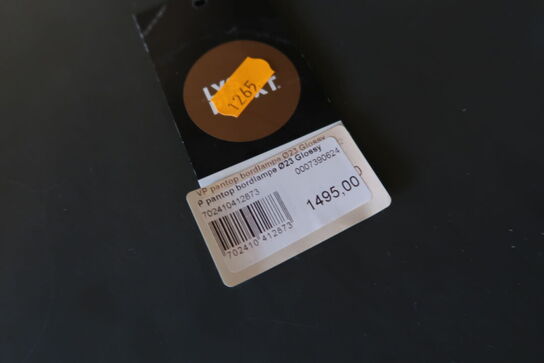 1265
VP pantop bordlampe Ø23 Glossy
P pantop bordlampe Ø23 Glossy
702410412873
0007390624
1495,00
702410 412873